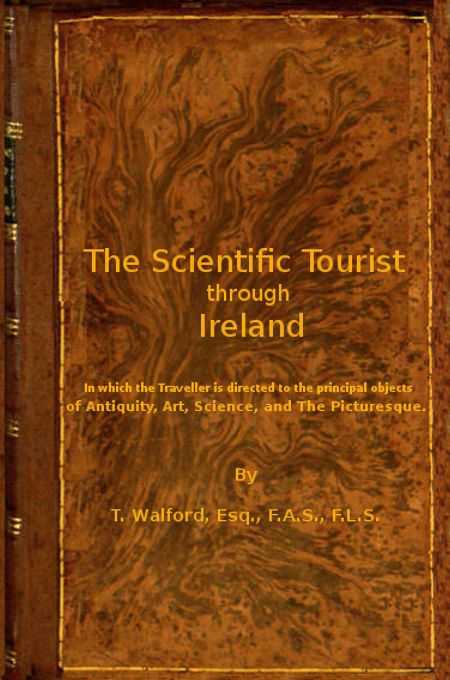 The Scientific Tourist
through
Ireland
In which the Traveller is directed to the principal objects
of Antiquity, Art, Science, and The Picturesque.
By
T. Walford, Esq., F.A.S., F.L.S.